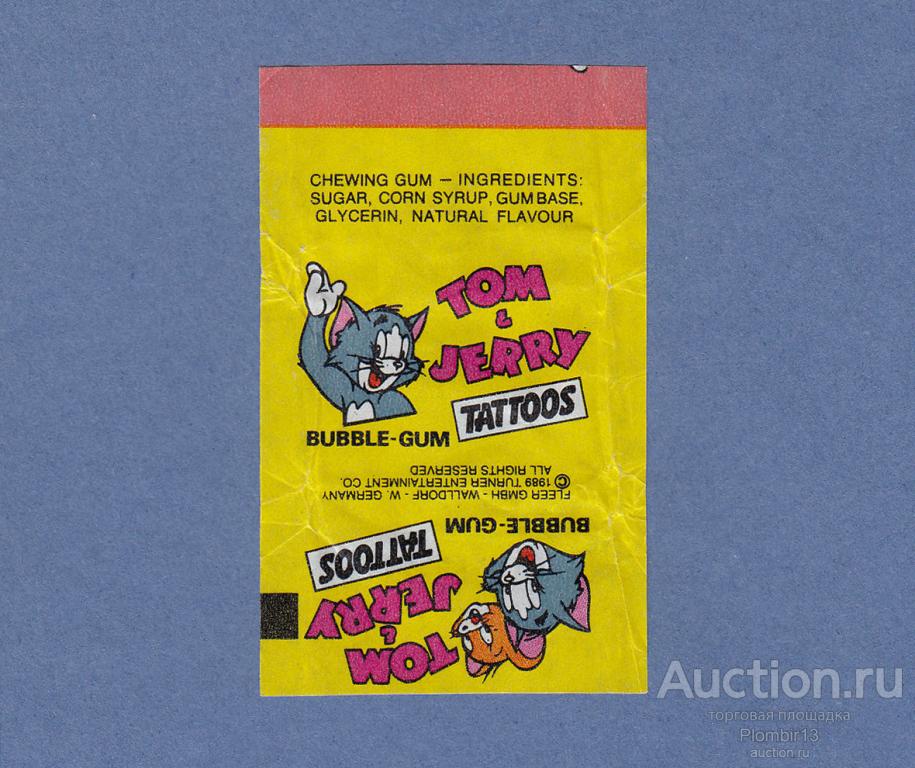 CHEWING GUM — INGREDIENTS:
SUGAR, CORN SYRUP, GUM BASE,
GLYCERIN, NATURAL FLAVOUR
TOM
&
JERRY
TATTOOS
BUBBLE-GUM
ALL RIGHTS RESERVED
© 1989 TURNER ENTERTAINMENT CO.
FLEER GMBH - WALLDORF - W. GERMANY
BUBBLE-GUM
TATTOOS
JERRY
&
TOM
Auction.ru
торговая площадка
Plombir13
auction.ru